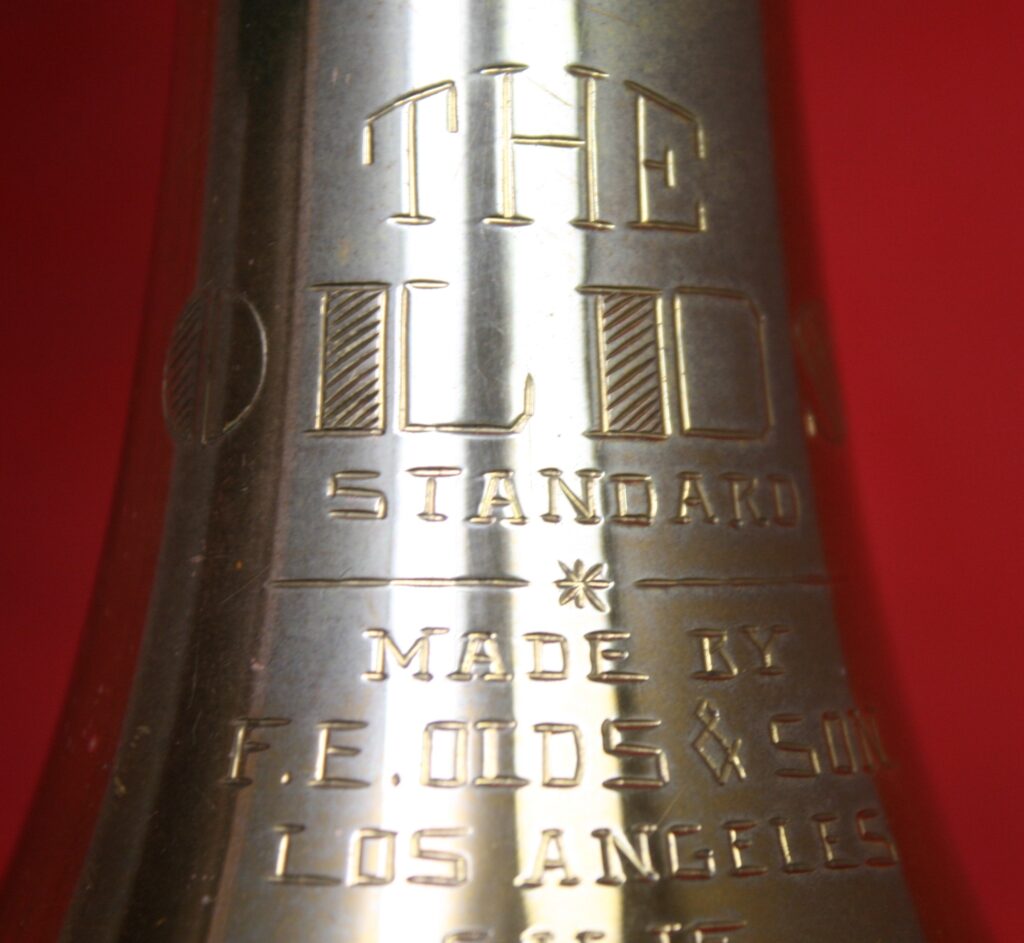 THE
OLDS
STANDARD
MADE BY
F.E. OLDS & SON
LOS ANGELES